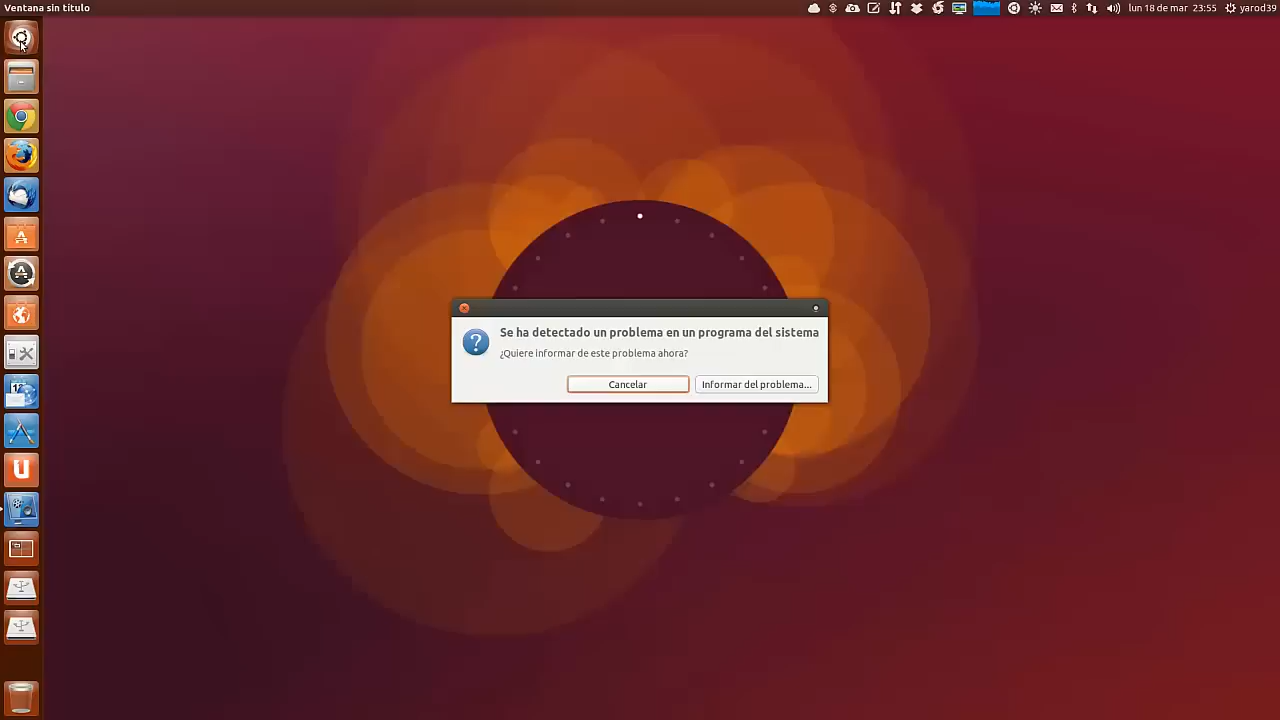 Ventana sin título
lun 18 de mar 23:55 yarod39
Se ha detectado un problema en un programa del sistema
¿Quiere informar de este problema ahora?
Cancelar
Informar del problema...